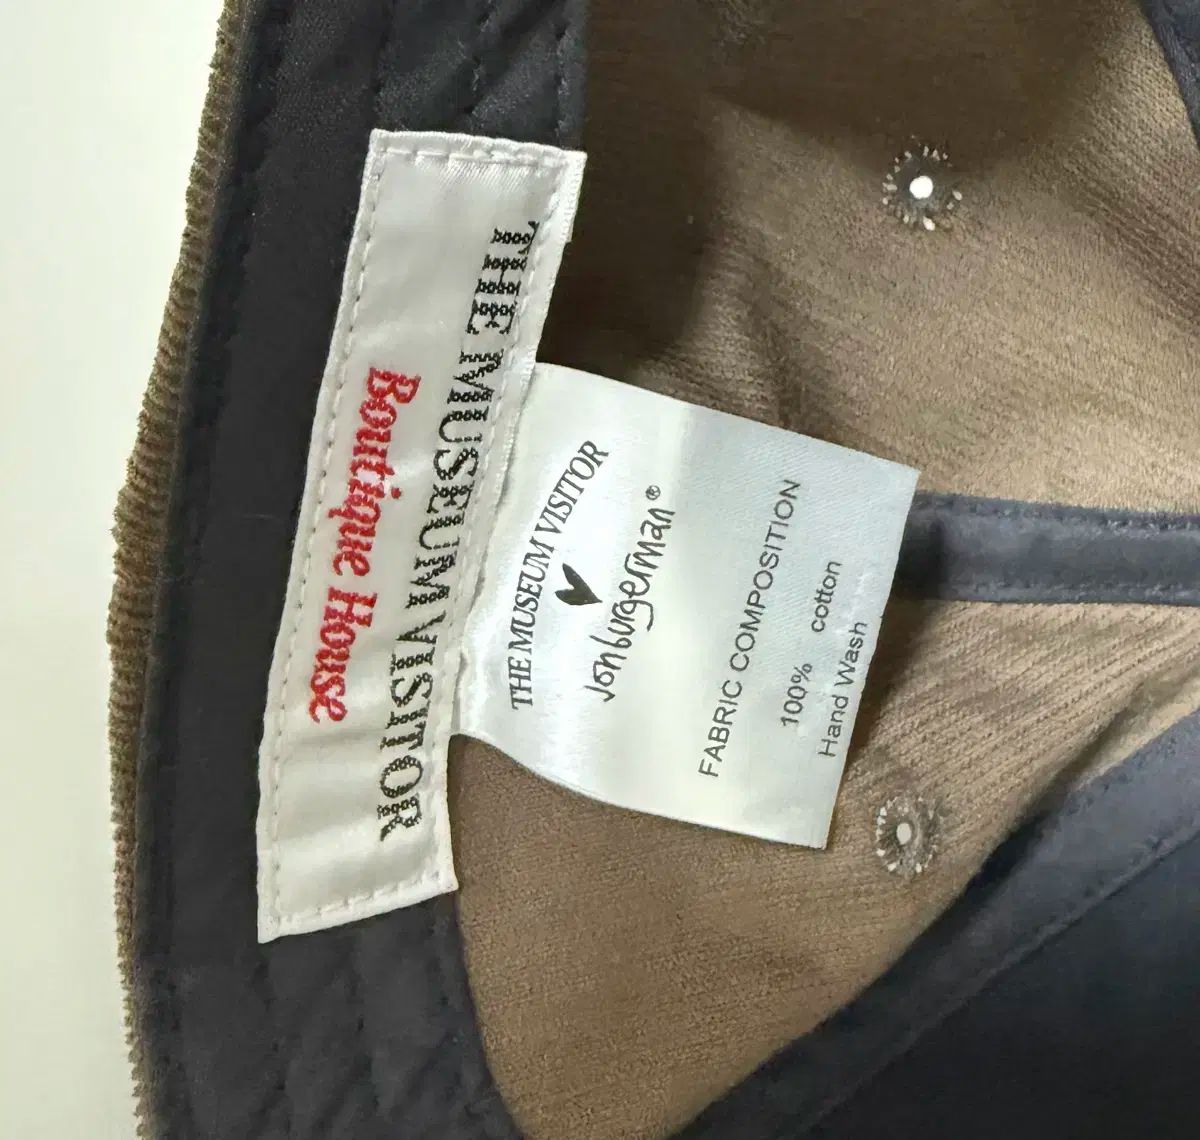 THE MUSEUM VISITOR
Boutique House
THE MUSEUM VISITOR
Jonburgerman®
FABRIC COMPOSITION
100% cotton
Hand Wash